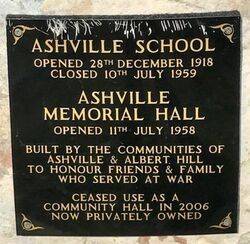 ASHVILLE SCHOOL
OPENED 28TH DECEMBER 1918
CLOSED 10TH JULY 1959
ASHVILLE
MEMORIAL HALL
OPENED 11TH JULY 1958
BUILT BY THE COMMUNITIES OF
ASHVILLE & ALBERT HILL
TO HONOUR FRIENDS & FAMILY
WHO SERVED AT WAR
CEASED USE AS A
COMMUNITY HALL IN 2006
NOW PRIVATELY OWNED